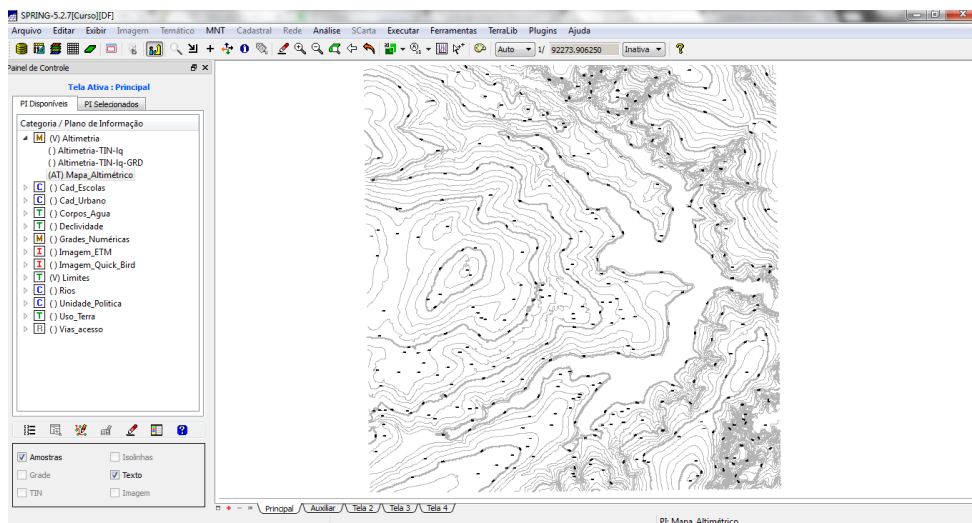 SPRING-5.2.7[Curso][DF]
Arquivo Editar Exibir Imagem Temático MNT Cadastral Rede Análise SCarta Executar Ferramentas TerraLib Plugins Ajuda
Auto 1/ 92273.906250 Inativa
Painel de Controle
Tela Ativa : Principal
PI Disponíveis PI Selecionados
Categoria / Plano de Informação
M (V) Altimetria
() Altimetria-TIN-lq
() Altimetria-TIN-lq-GRD
(AT) Mapa_Altimétrico
C () Cad_Escolas
C () Cad_Urbano
T () Corpos_Agua
T () Declividade
M () Grades_Numéricas
I () Imagem_ETM
I () Imagem_Quick_Bird
T (V) Limites
C () Rios
C () Unidade_Politica
T () Uso_Terra
R () Vias_acesso
Amostras Isolinhas
Grade Texto
TIN Imagem
Principal Auxiliar Tela 2 Tela 3 Tela 4
PI: Mapa_Altimétrico